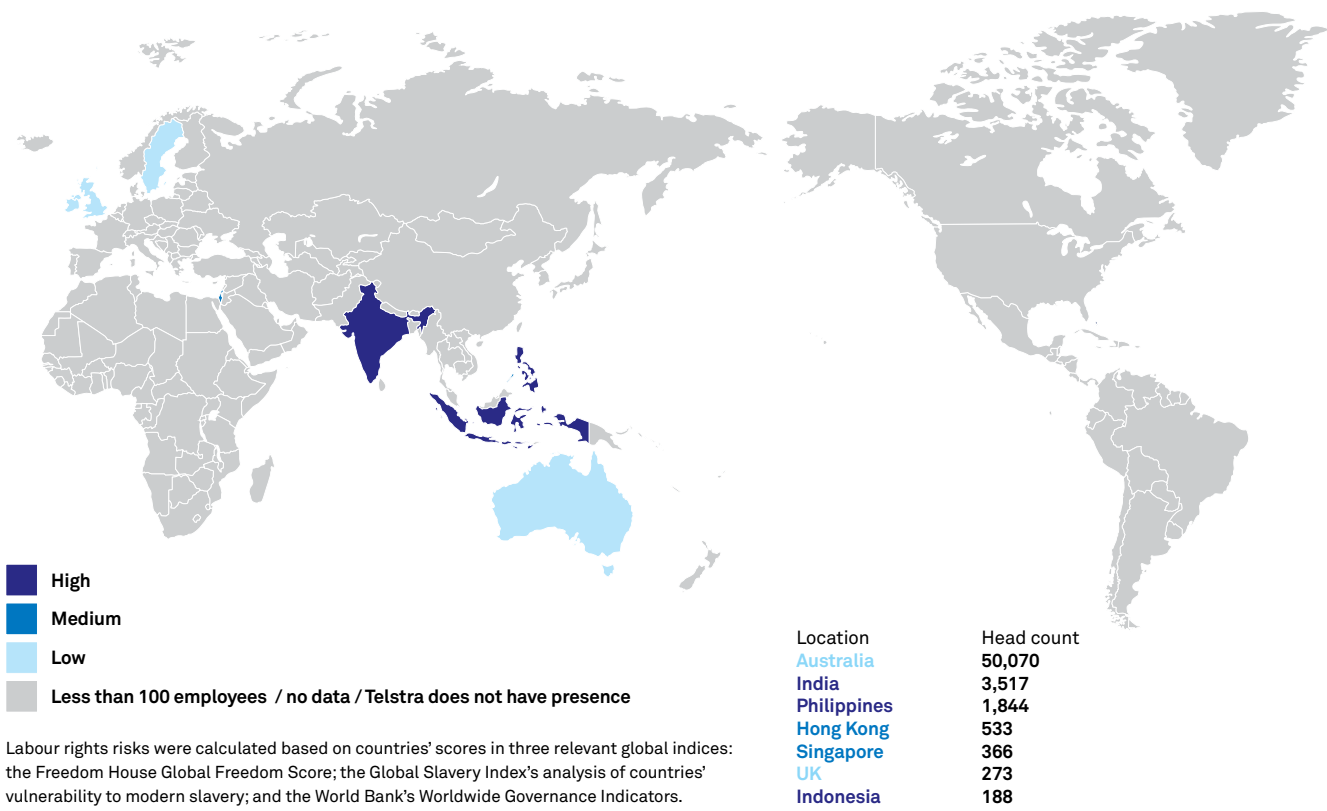 High
Medium
Low
Less than 100 employees / no data / Telstra does not have presence
Labour rights risks were calculated based on countries' scores in three relevant global indices:
the Freedom House Global Freedom Score; the Global Slavery Index's analysis of countries'
vulnerability to modern slavery; and the World Bank's Worldwide Governance Indicators.
Location Head count
Australia 50,070
India 3,517
Philippines 1,844
Hong Kong 533
Singapore 366
UK 273
Indonesia 188